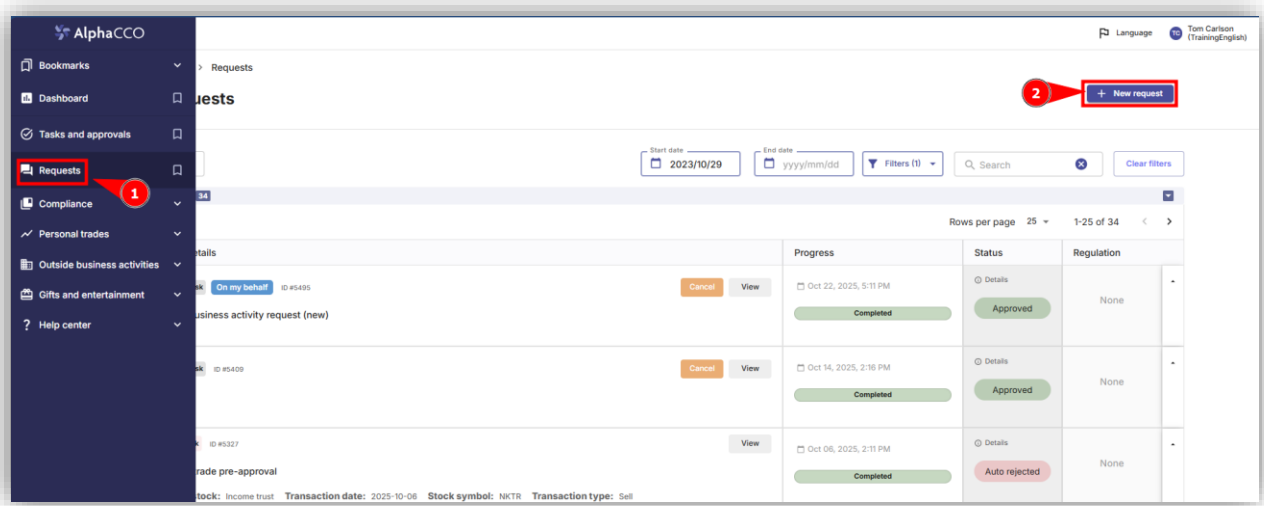 AlphaCCO
Language
TC
Tom Carlson
(TrainingEnglish)
Bookmarks
> Requests
Dashboard
uests
2
+ New request
Tasks and approvals
Start date
2023/10/29
End date
yyyy/mm/dd
Filters (1)
Search
Clear filters
Requests
1
34
Compliance
Rows per page 25
1-25 of 34
< >
Personal trades
etails
Progress
Status
Regulation
Outside business activities
sk On my behalf ID #5495
Cancel View
Oct 22, 2025, 5:11 PM
Details
None
Gifts and entertainment
usiness activity request (new)
Completed
Approved
? Help center
sk ID #5409
Cancel View
Oct 14, 2025, 2:16 PM
Details
None
Completed
Approved
k ID #5327
View
Oct 06, 2025, 2:11 PM
Details
None
rade pre-approval
Completed
Auto rejected
stock: Income trust Transaction date: 2025-10-06 Stock symbol: NKTR Transaction type: Sell